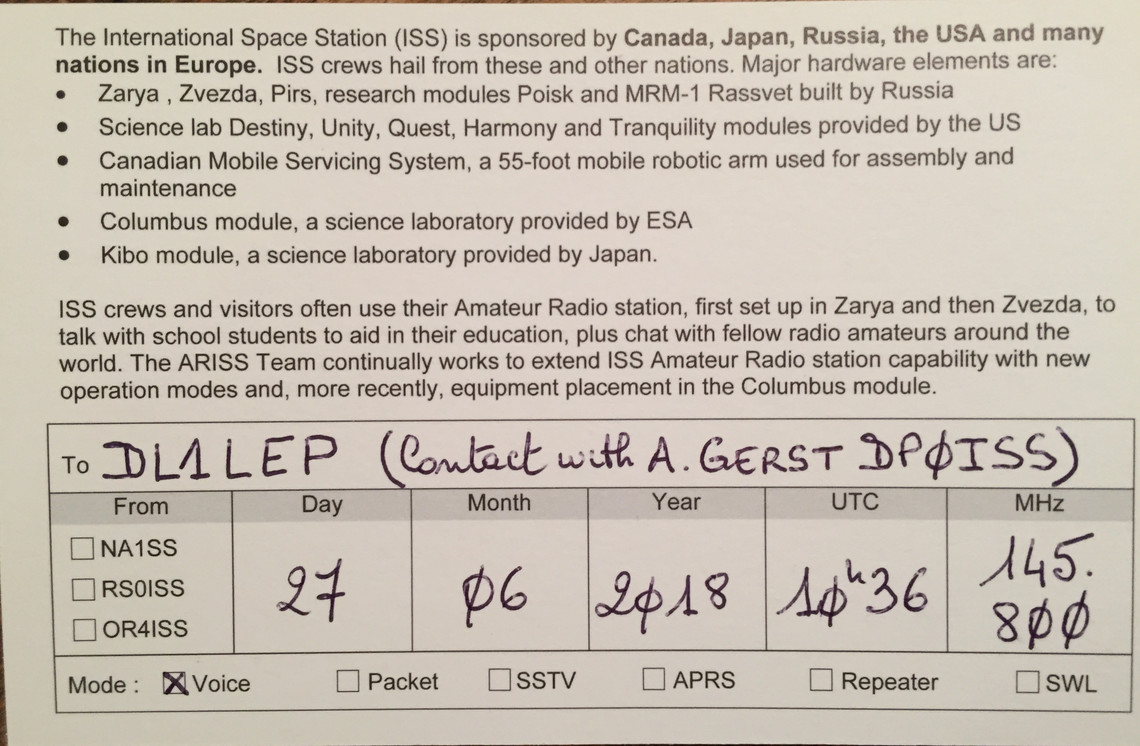 The International Space Station (ISS) is sponsored by Canada, Japan, Russia, the USA and many
nations in Europe. ISS crews hail from these and other nations. Major hardware elements are:
• Zarya , Zvezda, Pirs, research modules Poisk and MRM-1 Rassvet built by Russia
• Science lab Destiny, Unity, Quest, Harmony and Tranquility modules provided by the US
• Canadian Mobile Servicing System, a 55-foot mobile robotic arm used for assembly and
maintenance
• Columbus module, a science laboratory provided by ESA
• Kibo module, a science laboratory provided by Japan.
ISS crews and visitors often use their Amateur Radio station, first set up in Zarya and then Zvezda, to
talk with school students to aid in their education, plus chat with fellow radio amateurs around the
world. The ARISS Team continually works to extend ISS Amateur Radio station capability with new
operation modes and, more recently, equipment placement in the Columbus module.
To DL1LEP (Contact with A. GERST DPØISS)
From Day Month Year UTC MHz
NA1SS
RS0ISS
OR4ISS
27 Ø6 2Ø18 1Øh36 145.
8ØØ
Mode : Voice Packet SSTV APRS Repeater SWL